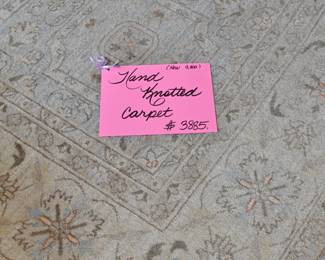 Hand
Knotted
Carpet
$ 3885.